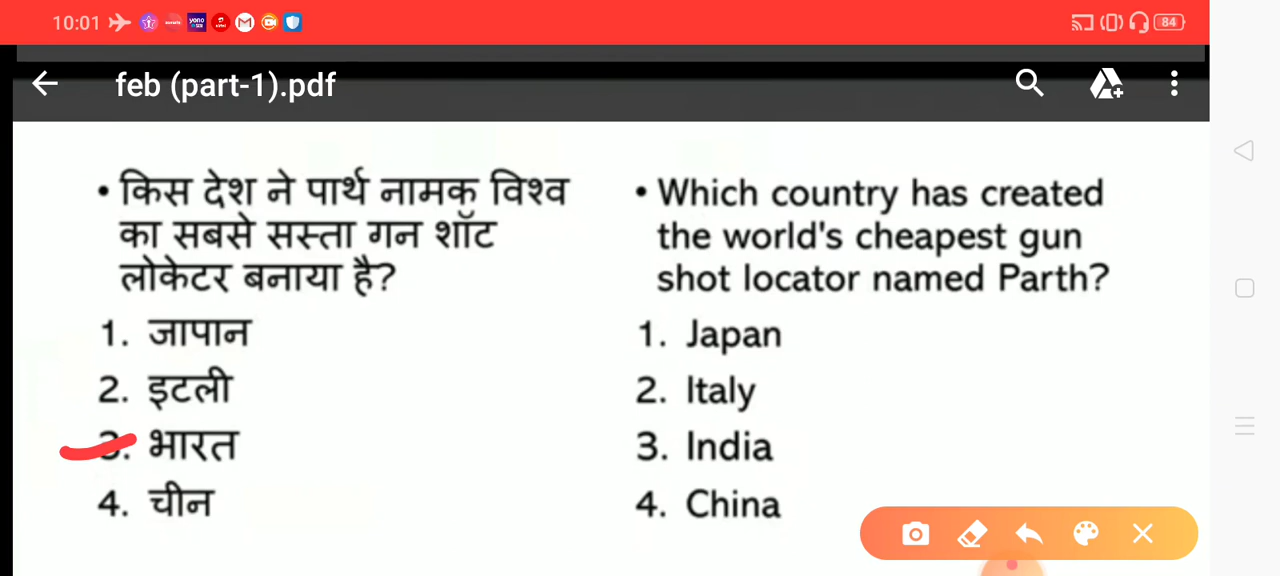 10:01
84
feb (part-1).pdf
• किस देश ने पार्थ नामक विश्व
का सबसे सस्ता गन शॉट
लोकेटर बनाया है?
1. जापान
2. इटली
3. भारत
4. चीन
• Which country has created
the world's cheapest gun
shot locator named Parth?
1. Japan
2. Italy
3. India
4. China